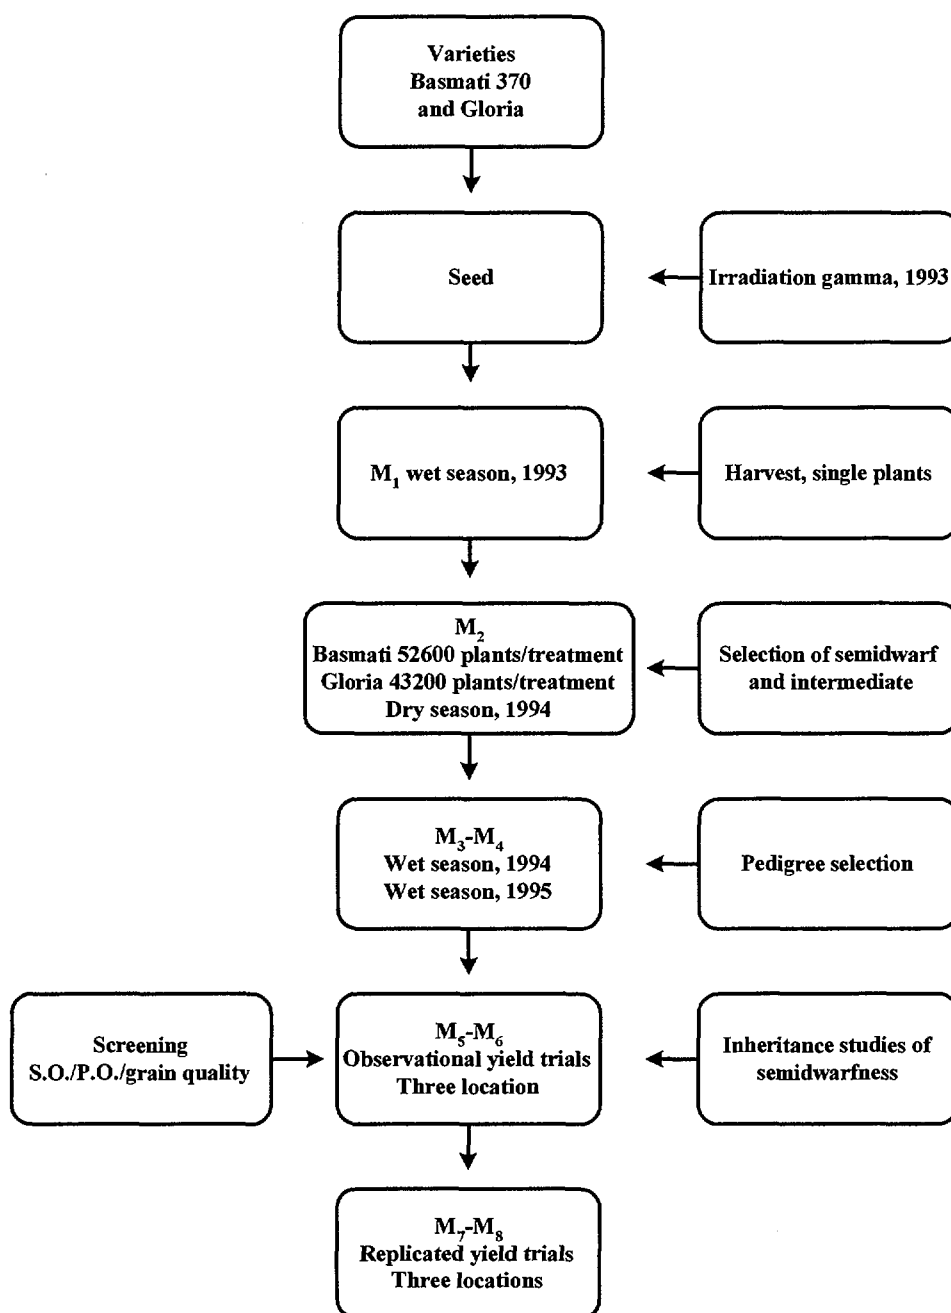 Varieties
Basmati 370
and Gloria
Seed
Irradiation gamma, 1993
M₁ wet season, 1993
Harvest, single plants
M₂
Basmati 52600 plants/treatment
Gloria 43200 plants/treatment
Dry season, 1994
Selection of semidwarf
and intermediate
M₃-M₄
Wet season, 1994
Wet season, 1995
Pedigree selection
Screening
S.O./P.O./grain quality
M₅-M₆
Observational yield trials
Three location
Inheritance studies of
semidwarfness
M₇-M₈
Replicated yield trials
Three locations